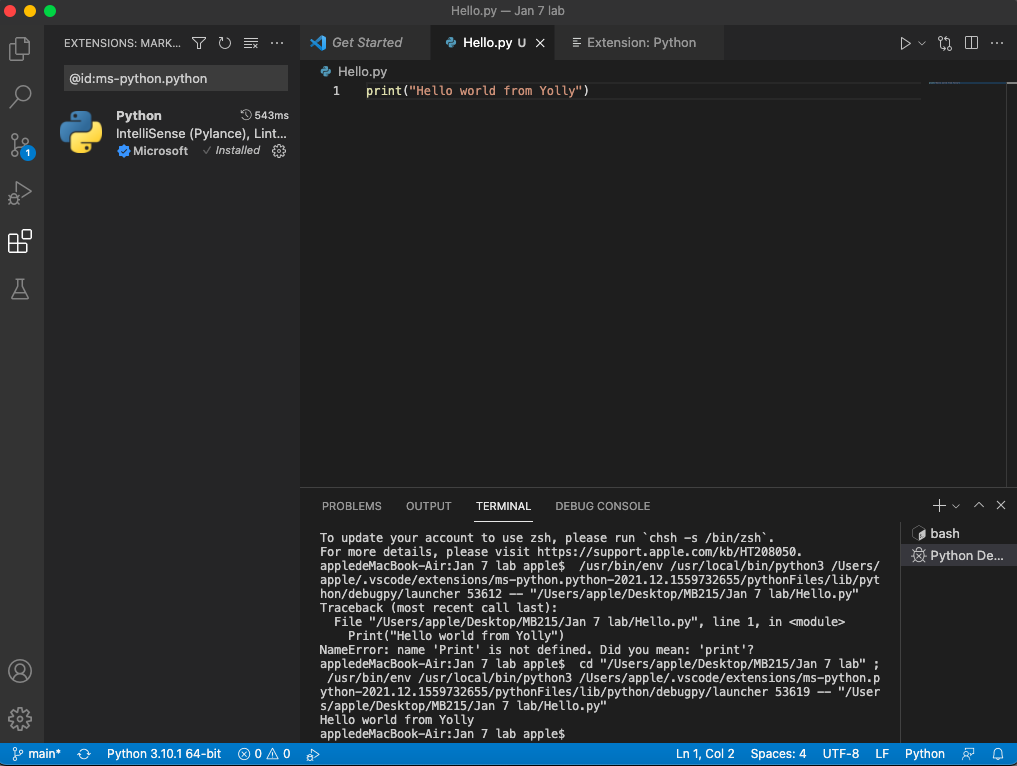 Hello.py — Jan 7 lab
EXTENSIONS: MARK...
Get Started
Hello.py U
Extension: Python
@id:ms-python.python
Hello.py
1 print("Hello world from Yolly")
Python 543ms
IntelliSense (Pylance), Lint...
Microsoft Installed
1
PROBLEMS OUTPUT TERMINAL DEBUG CONSOLE
To update your account to use zsh, please run `chsh -s /bin/zsh`.
For more details, please visit https://support.apple.com/kb/HT208050.
appledeMacBook-Air:Jan 7 lab apple$  /usr/bin/env /usr/local/bin/python3 /Users/
apple/.vscode/extensions/ms-python.python-2021.12.1559732655/pythonFiles/lib/pyt
hon/debugpy/launcher 53612 -- "/Users/apple/Desktop/MB215/Jan 7 lab/Hello.py"
Traceback (most recent call last):
  File "/Users/apple/Desktop/MB215/Jan 7 lab/Hello.py", line 1, in <module>
    Print("Hello world from Yolly")
NameError: name 'Print' is not defined. Did you mean: 'print'?
appledeMacBook-Air:Jan 7 lab apple$  cd "/Users/apple/Desktop/MB215/Jan 7 lab" ;
 /usr/bin/env /usr/local/bin/python3 /Users/apple/.vscode/extensions/ms-python.p
ython-2021.12.1559732655/pythonFiles/lib/python/debugpy/launcher 53619 -- "/User
s/apple/Desktop/MB215/Jan 7 lab/Hello.py"
Hello world from Yolly
appledeMacBook-Air:Jan 7 lab apple$
bash
Python De...
main* Python 3.10.1 64-bit 0 0 Ln 1, Col 2 Spaces: 4 UTF-8 LF Python